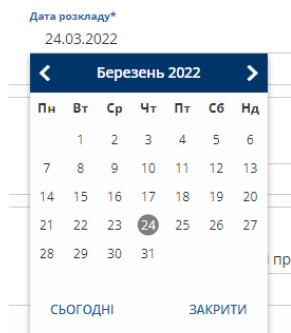 Дата розкладу*
24.03.2022
Березень 2022
Пн Вт Ср Чт Пт Сб Нд
1 2 3 4 5 6
7 8 9 10 11 12 13
14 15 16 17 18 19 20
21 22 23 24 25 26 27
28 29 30 31
і пр
СЬОГОДНІ ЗАКРИТИ